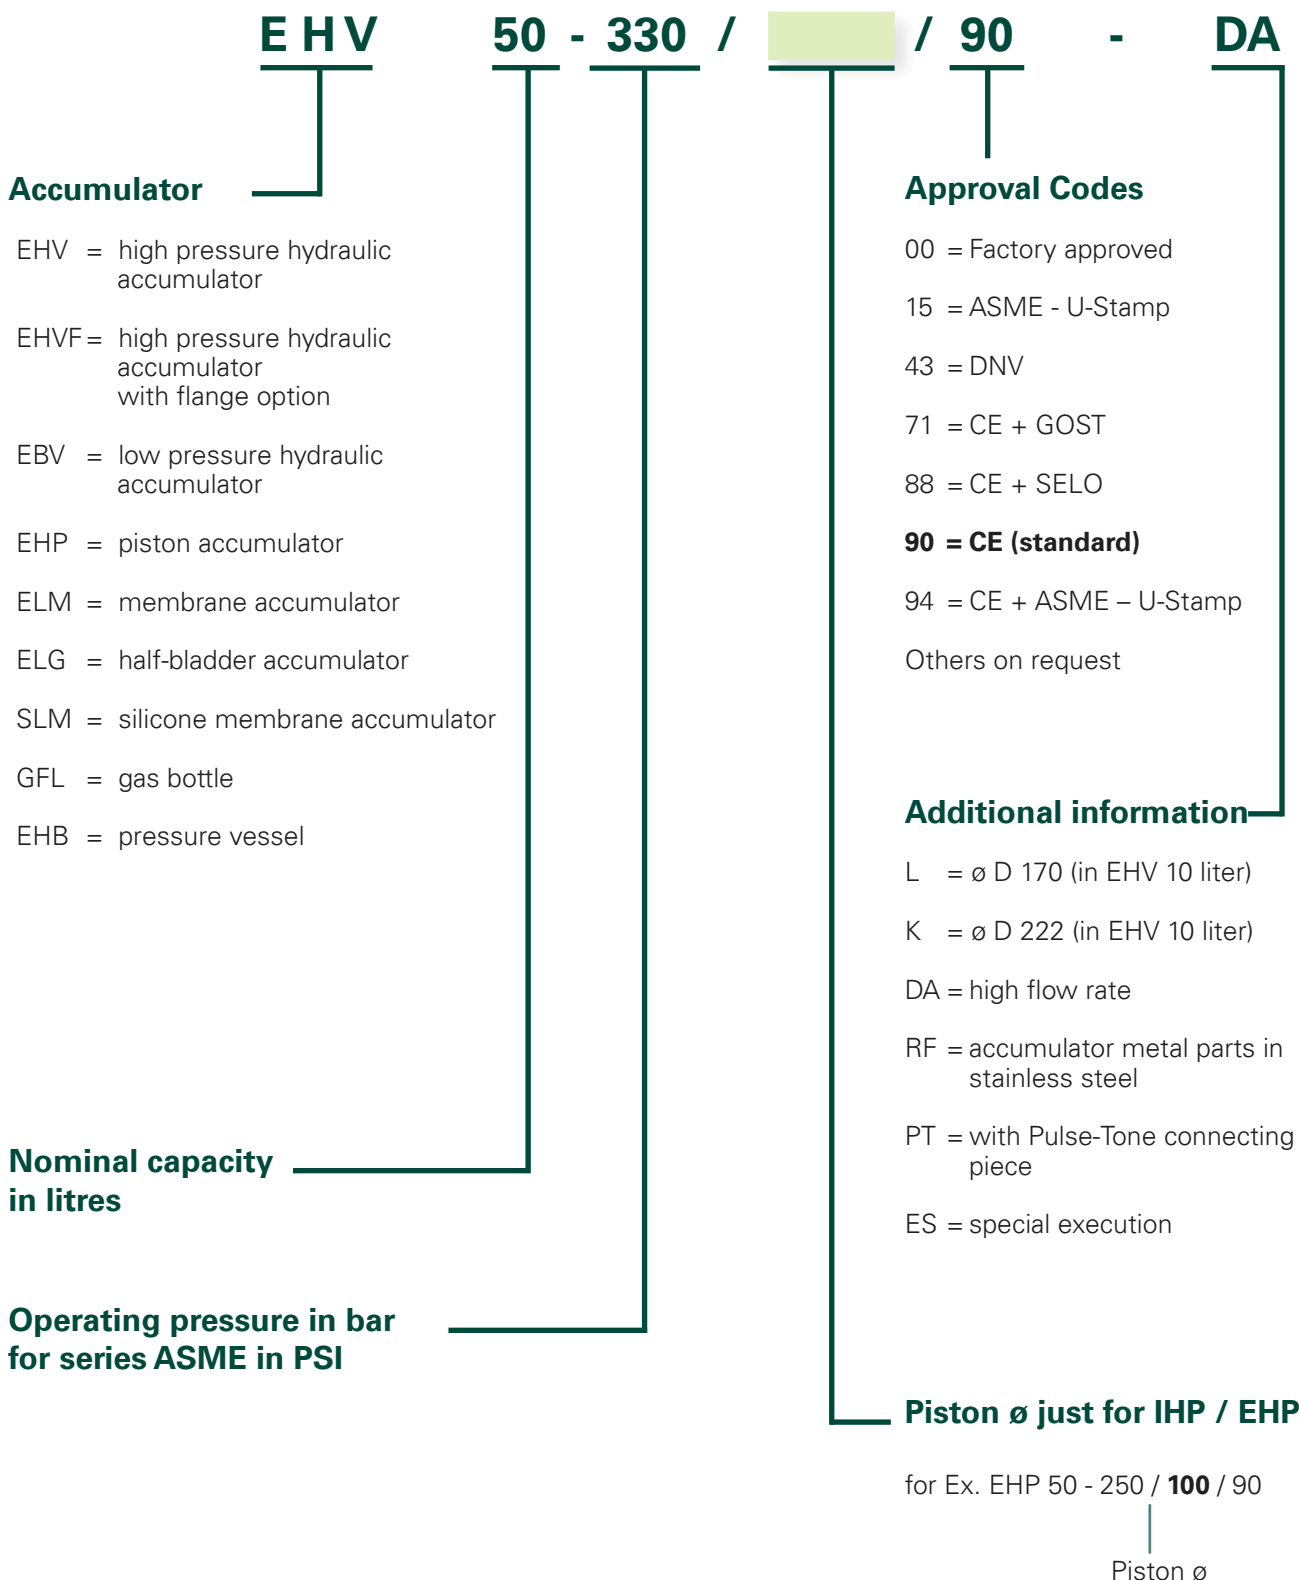 EHV 50 - 330 / / 90 - DA
Accumulator
EHV = high pressure hydraulic
accumulator
EHVF = high pressure hydraulic
accumulator
with flange option
EBV = low pressure hydraulic
accumulator
EHP = piston accumulator
ELM = membrane accumulator
ELG = half-bladder accumulator
SLM = silicone membrane accumulator
GFL = gas bottle
EHB = pressure vessel
Nominal capacity
in litres
Operating pressure in bar
for series ASME in PSI
Approval Codes
00 = Factory approved
15 = ASME - U-Stamp
43 = DNV
71 = CE + GOST
88 = CE + SELO
90 = CE (standard)
94 = CE + ASME – U-Stamp
Others on request
Additional information
L = ø D 170 (in EHV 10 liter)
K = ø D 222 (in EHV 10 liter)
DA = high flow rate
RF = accumulator metal parts in
stainless steel
PT = with Pulse-Tone connecting
piece
ES = special execution
Piston ø just for IHP / EHP
for Ex. EHP 50 - 250 / 100 / 90
Piston ø